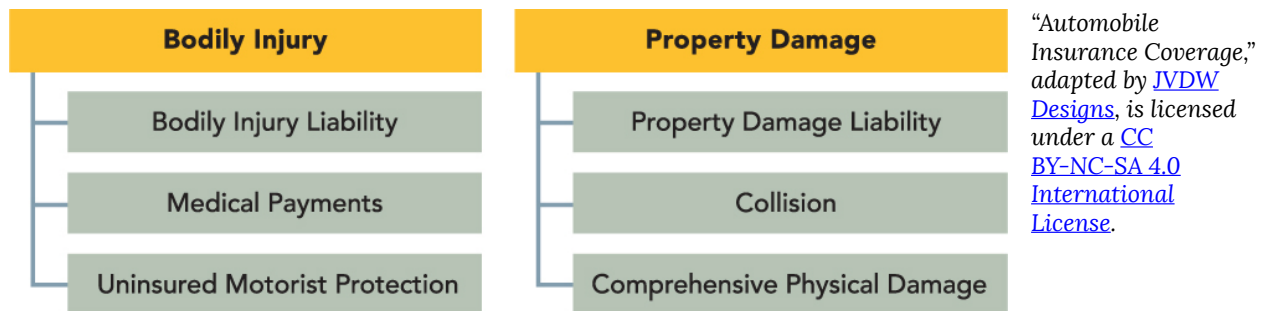 Bodily Injury
Bodily Injury Liability
Medical Payments
Uninsured Motorist Protection
Property Damage
Property Damage Liability
Collision
Comprehensive Physical Damage
“Automobile
Insurance Coverage,”
adapted by JVDW
Designs, is licensed
under a CC
BY-NC-SA 4.0
International
License.